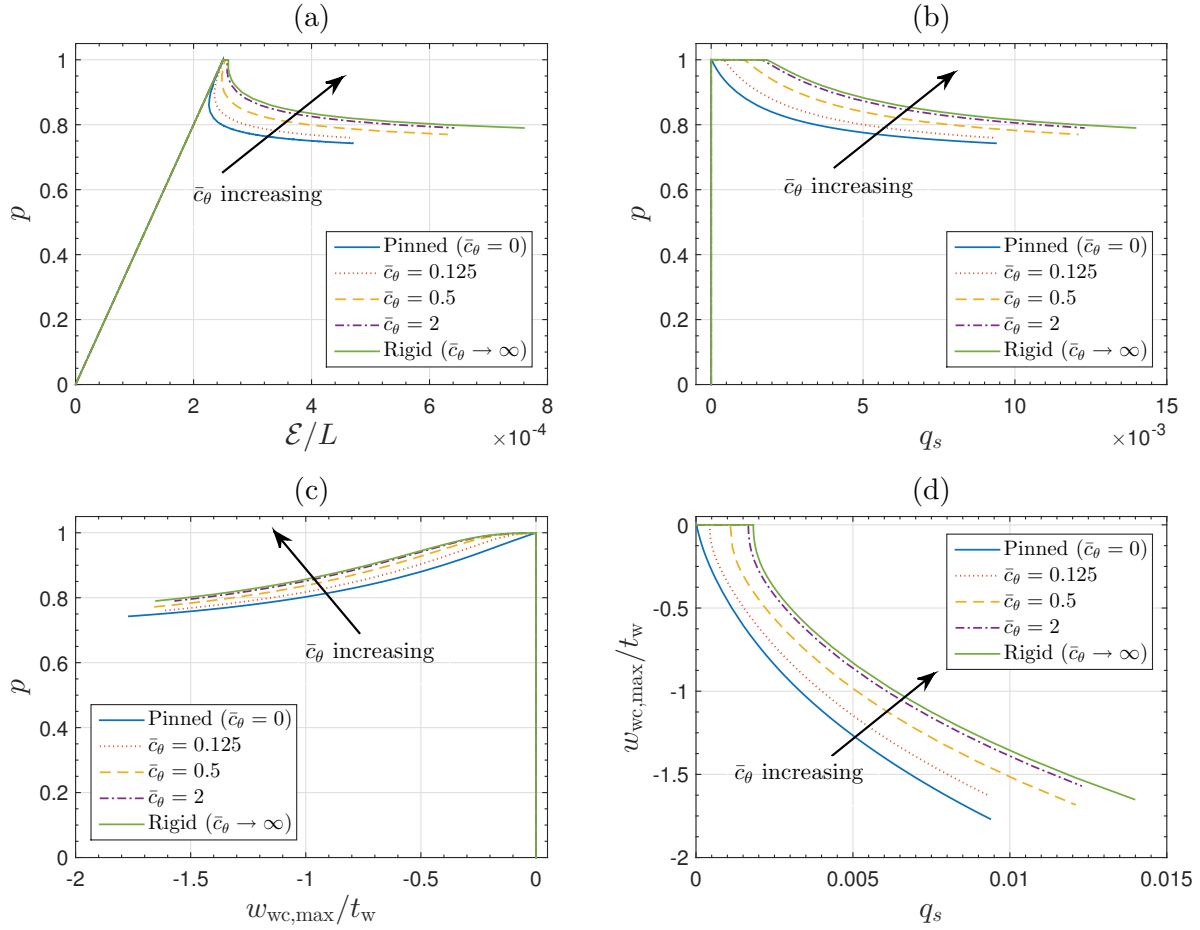 (a)
1
0.8
0.6
0.4
0.2
0
p
c̄θ increasing
Pinned (c̄θ = 0)
c̄θ = 0.125
c̄θ = 0.5
c̄θ = 2
Rigid (c̄θ → ∞)
0 2 4 6 8
×10⁻⁴
ℰ/L
(b)
1
0.8
0.6
0.4
0.2
0
p
c̄θ increasing
Pinned (c̄θ = 0)
c̄θ = 0.125
c̄θ = 0.5
c̄θ = 2
Rigid (c̄θ → ∞)
0 5 10 15
×10⁻³
qs
(c)
1
0.8
0.6
0.4
0.2
0
p
c̄θ increasing
Pinned (c̄θ = 0)
c̄θ = 0.125
c̄θ = 0.5
c̄θ = 2
Rigid (c̄θ → ∞)
-2 -1.5 -1 -0.5 0
wwc,max/tw
(d)
0
-0.5
-1
-1.5
-2
wwc,max/tw
Pinned (c̄θ = 0)
c̄θ = 0.125
c̄θ = 0.5
c̄θ = 2
Rigid (c̄θ → ∞)
c̄θ increasing
0 0.005 0.01 0.015
qs